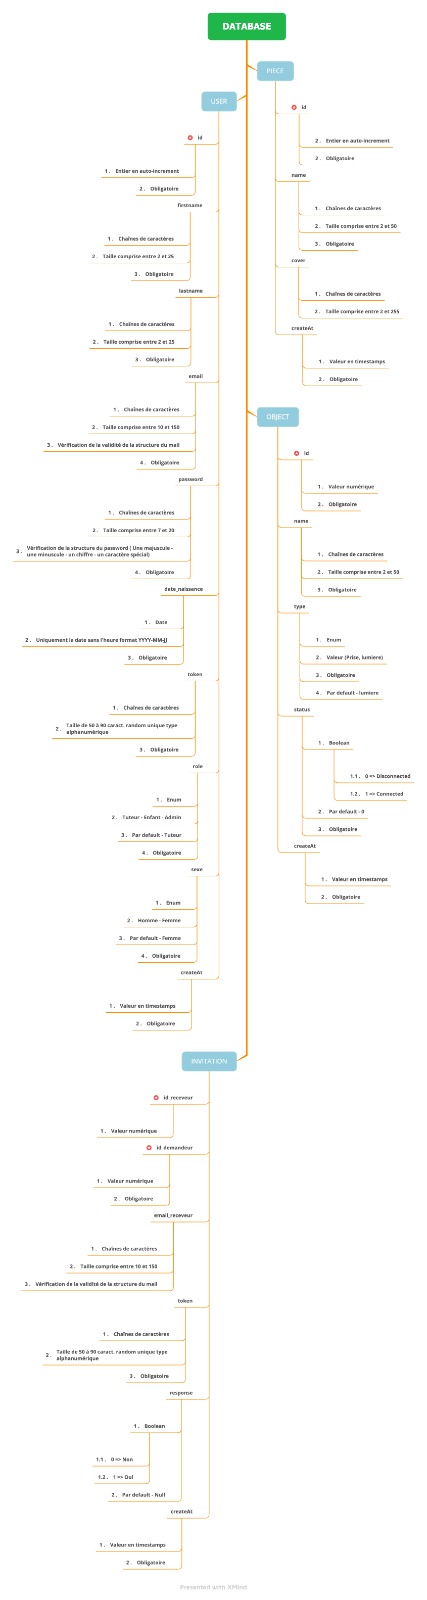 DATABASE
USER
id
1. Entier en auto-increment
2. Obligatoire
firstname
1. Chaînes de caractères
2. Taille comprise entre 2 et 25
3. Obligatoire
lastname
1. Chaînes de caractères
2. Taille comprise entre 2 et 25
3. Obligatoire
email
1. Chaînes de caractères
2. Taille comprise entre 10 et 150
3. Vérification de la validité de la structure du mail
4. Obligatoire
password
1. Chaînes de caractères
2. Taille comprise entre 7 et 20
3. Vérification de la structure du password ( Une majuscule -
une minuscule - un chiffre - un caractère spécial)
4. Obligatoire
date_naissance
1. Date
2. Uniquement la date sans l'heure format YYYY-MM-JJ
3. Obligatoire
token
1. Chaînes de caractères
2. Taille de 50 à 90 caract. random unique type
alphanumérique
3. Obligatoire
role
1. Enum
2. Tuteur - Enfant - Admin
3. Par default - Tuteur
4. Obligatoire
sexe
1. Enum
2. Homme - Femme
3. Par default - Femme
4. Obligatoire
createAt
1. Valeur en timestamps
2. Obligatoire
PIECE
id
2. Entier en auto-increment
2. Obligatoire
name
1. Chaînes de caractères
2. Taille comprise entre 2 et 50
3. Obligatoire
cover
1. Chaînes de caractères
2. Taille comprise entre 2 et 255
createAt
1. Valeur en timestamps
2. Obligatoire
OBJECT
id
1. Valeur numérique
2. Obligatoire
name
1. Chaînes de caractères
2. Taille comprise entre 2 et 50
3. Obligatoire
type
1. Enum
2. Valeur (Prise, lumiere)
3. Obligatoire
4. Par default - lumiere
status
1. Boolean
1.1. 0 => Disconnected
1.2. 1 => Connected
2. Par default - 0
3. Obligatoire
createAt
1. Valeur en timestamps
2. Obligatoire
INVITATION
id_receveur
1. Valeur numérique
id_demandeur
1. Valeur numérique
2. Obligatoire
email_receveur
1. Chaînes de caractères
2. Taille comprise entre 10 et 150
3. Vérification de la validité de la structure du mail
token
1. Chaînes de caractères
2. Taille de 50 à 90 caract. random unique type
alphanumérique
3. Obligatoire
response
1. Boolean
1.1. 0 => Non
1.2. 1 => Oui
2. Par default - Null
createAt
1. Valeur en timestamps
2. Obligatoire
Presented with XMind